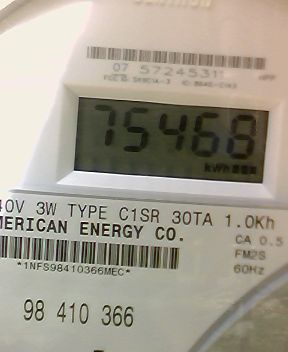 07 57245311
75468
kWh
40V 3W TYPE C1SR 30TA 1.0Kh
MERICAN ENERGY CO.
CA 0.5
FM2S
60Hz
*1NFS98410366MEC*
98 410 366